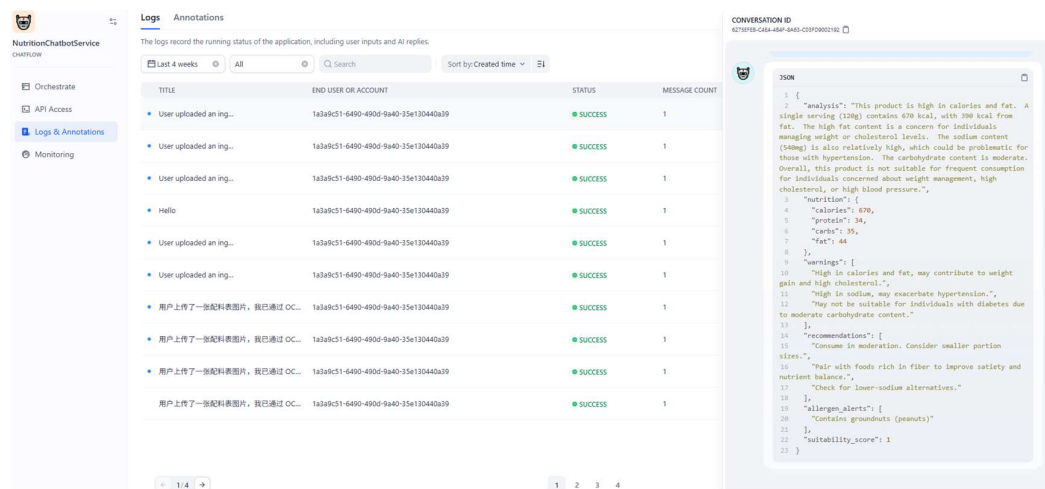 NutritionChatbotService
CHATFLOW
Orchestrate
API Access
Logs & Annotations
Monitoring
Logs Annotations
The logs record the running status of the application, including user inputs and AI replies.
Last 4 weeks All Search Sort by:Created time
TITLE END USER OR ACCOUNT STATUS MESSAGE COUNT
User uploaded an ing... 1a3a9c51-6490-490d-9a40-35e130440a39 SUCCESS 1
User uploaded an ing... 1a3a9c51-6490-490d-9a40-35e130440a39 SUCCESS 1
User uploaded an ing... 1a3a9c51-6490-490d-9a40-35e130440a39 SUCCESS 1
Hello 1a3a9c51-6490-490d-9a40-35e130440a39 SUCCESS 1
User uploaded an ing... 1a3a9c51-6490-490d-9a40-35e130440a39 SUCCESS 1
User uploaded an ing... 1a3a9c51-6490-490d-9a40-35e130440a39 SUCCESS 1
用户上传了一张配料表图片，我已通过 OC... 1a3a9c51-6490-490d-9a40-35e130440a39 SUCCESS 1
用户上传了一张配料表图片，我已通过 OC... 1a3a9c51-6490-490d-9a40-35e130440a39 SUCCESS 1
用户上传了一张配料表图片，我已通过 OC... 1a3a9c51-6490-490d-9a40-35e130440a39 SUCCESS 1
用户上传了一张配料表图片，我已通过 OC... 1a3a9c51-6490-490d-9a40-35e130440a39 SUCCESS 1
1/4 1 2 3 4
CONVERSATION ID
JSON
1 {
2 "analysis": "This product is high in calories and fat. A
single serving (120g) contains 670 kcal, with 390 kcal from
fat. The high fat content is a concern for individuals
managing weight or cholesterol levels. The sodium content
(540mg) is also relatively high, which could be problematic for
those with hypertension. The carbohydrate content is moderate.
Overall, this product is not suitable for frequent consumption
for individuals concerned about weight management, high
cholesterol, or high blood pressure.",
3 "nutrition": {
4 "calories": 670,
5 "protein": 34,
6 "carbs": 35,
7 "fat": 44
8 },
9 "warnings": [
10 "High in calories and fat, may contribute to weight
gain and high cholesterol.",
11 "High in sodium, may exacerbate hypertension.",
12 "May not be suitable for individuals with diabetes due
to moderate carbohydrate content."
13 ],
14 "recommendations": [
15 "Consume in moderation. Consider smaller portion
sizes.",
16 "Pair with foods rich in fiber to improve satiety and
nutrient balance.",
17 "Check for lower-sodium alternatives."
18 ],
19 "allergen_alerts": [
20 "Contains groundnuts (peanuts)"
21 ],
22 "suitability_score": 1
23 }